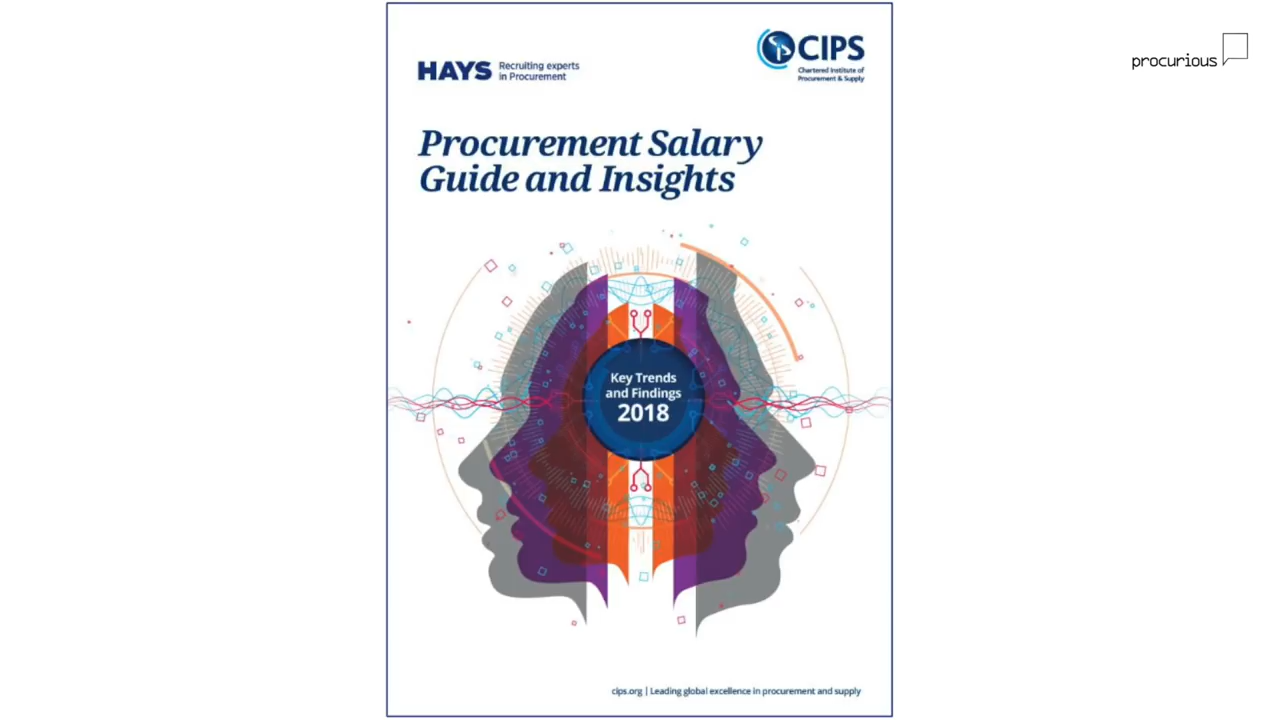 HAYS
Recruiting experts
in Procurement
CIPS
Chartered Institute of
Procurement & Supply
procurious
Procurement Salary
Guide and Insights
Key Trends
and Findings
2018
cips.org | Leading global excellence in procurement and supply